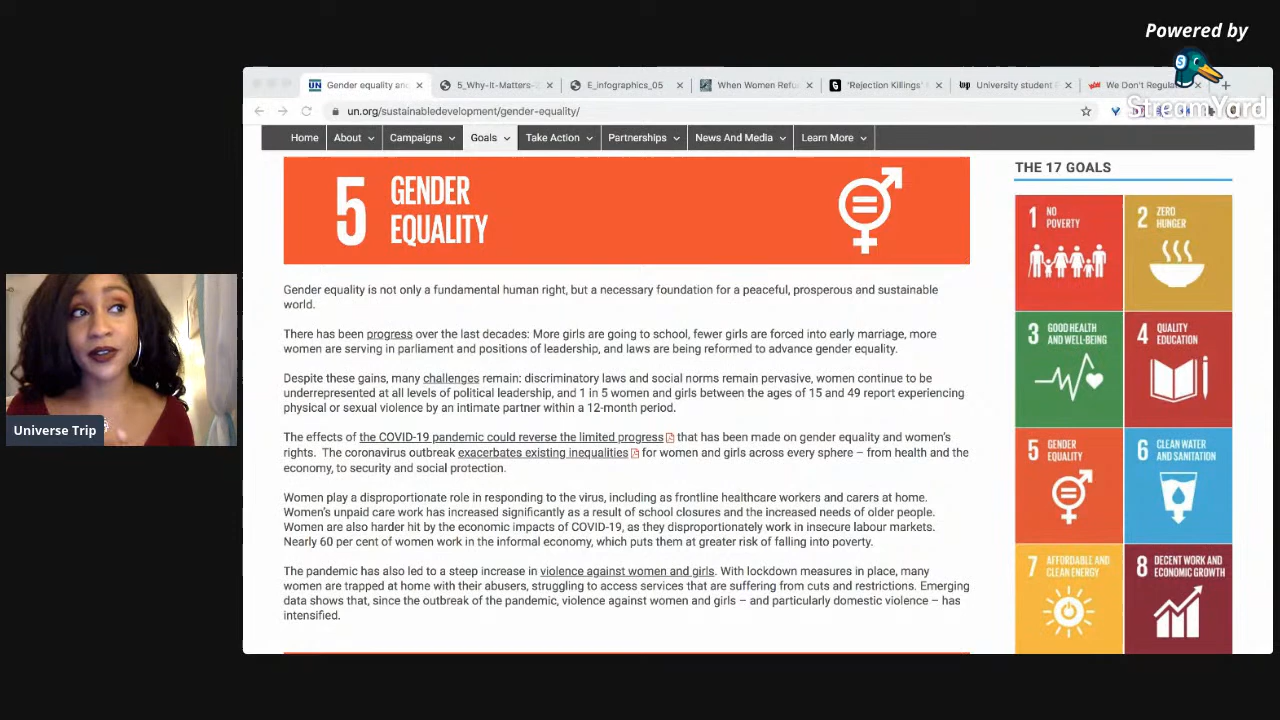 Powered by
StreamYard
Gender equality an
5_Why-It-Matters-2
E_infographics_05
When Women Refu
'Rejection Killings'
University student
We Don't Regula
un.org/sustainabledevelopment/gender-equality/
Home
About
Campaigns
Goals
Take Action
Partnerships
News And Media
Learn More
5 GENDER
EQUALITY
Gender equality is not only a fundamental human right, but a necessary foundation for a peaceful, prosperous and sustainable
world.
There has been progress over the last decades: More girls are going to school, fewer girls are forced into early marriage, more
women are serving in parliament and positions of leadership, and laws are being reformed to advance gender equality.
Despite these gains, many challenges remain: discriminatory laws and social norms remain pervasive, women continue to be
underrepresented at all levels of political leadership, and 1 in 5 women and girls between the ages of 15 and 49 report experiencing
physical or sexual violence by an intimate partner within a 12-month period.
The effects of the COVID-19 pandemic could reverse the limited progress that has been made on gender equality and women's
rights. The coronavirus outbreak exacerbates existing inequalities for women and girls across every sphere – from health and the
economy, to security and social protection.
Women play a disproportionate role in responding to the virus, including as frontline healthcare workers and carers at home.
Women's unpaid care work has increased significantly as a result of school closures and the increased needs of older people.
Women are also harder hit by the economic impacts of COVID-19, as they disproportionately work in insecure labour markets.
Nearly 60 per cent of women work in the informal economy, which puts them at greater risk of falling into poverty.
The pandemic has also led to a steep increase in violence against women and girls. With lockdown measures in place, many
women are trapped at home with their abusers, struggling to access services that are suffering from cuts and restrictions. Emerging
data shows that, since the outbreak of the pandemic, violence against women and girls – and particularly domestic violence – has
intensified.
THE 17 GOALS
1 NO
POVERTY
2 ZERO
HUNGER
3 GOOD HEALTH
AND WELL-BEING
4 QUALITY
EDUCATION
5 GENDER
EQUALITY
6 CLEAN WATER
AND SANITATION
7 AFFORDABLE AND
CLEAN ENERGY
8 DECENT WORK AND
ECONOMIC GROWTH
Universe Trip